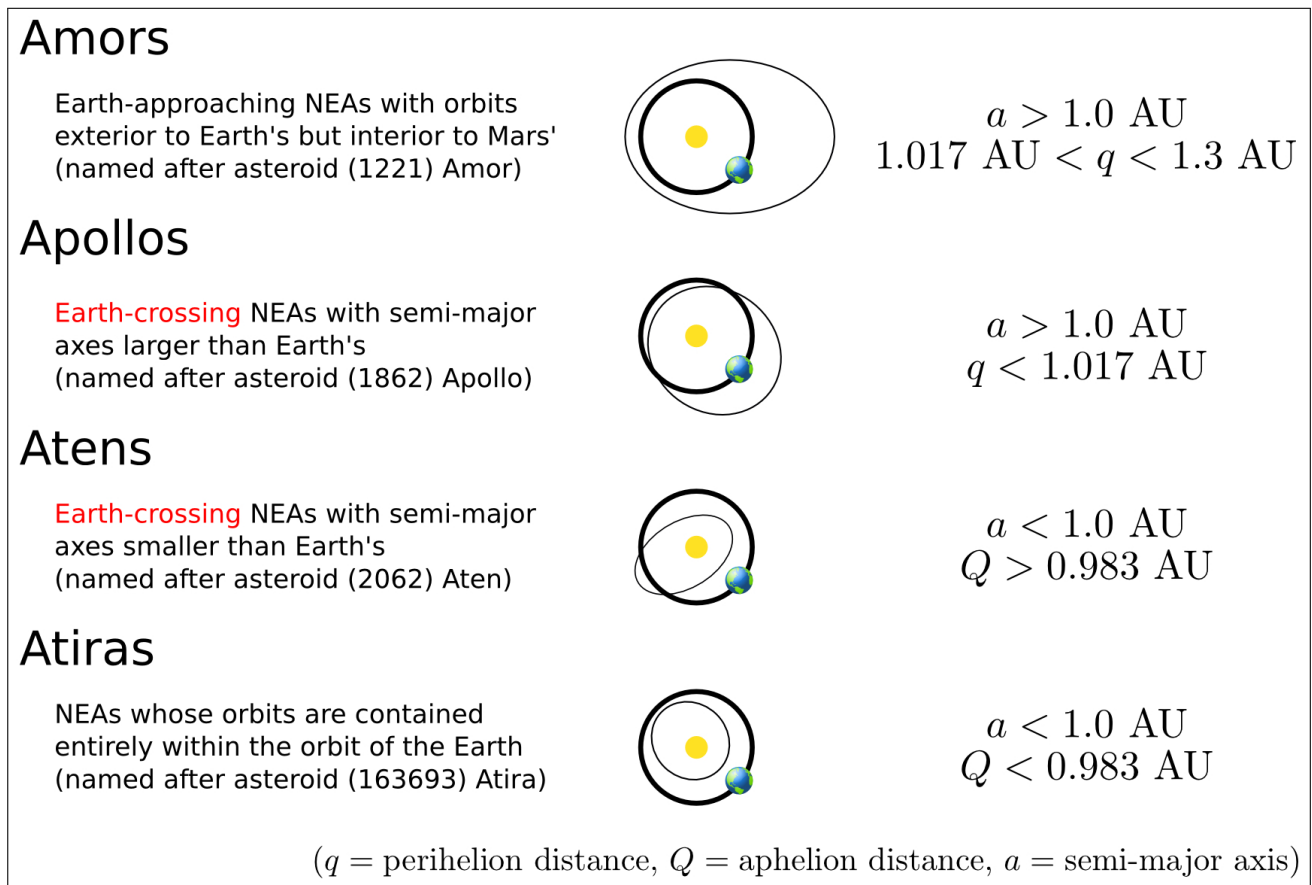 Amors
Earth-approaching NEAs with orbits
exterior to Earth's but interior to Mars'
(named after asteroid (1221) Amor)
a > 1.0 AU
1.017 AU < q < 1.3 AU
Apollos
Earth-crossing NEAs with semi-major
axes larger than Earth's
(named after asteroid (1862) Apollo)
a > 1.0 AU
q < 1.017 AU
Atens
Earth-crossing NEAs with semi-major
axes smaller than Earth's
(named after asteroid (2062) Aten)
a < 1.0 AU
Q > 0.983 AU
Atiras
NEAs whose orbits are contained
entirely within the orbit of the Earth
(named after asteroid (163693) Atira)
a < 1.0 AU
Q < 0.983 AU
(q = perihelion distance, Q = aphelion distance, a = semi-major axis)